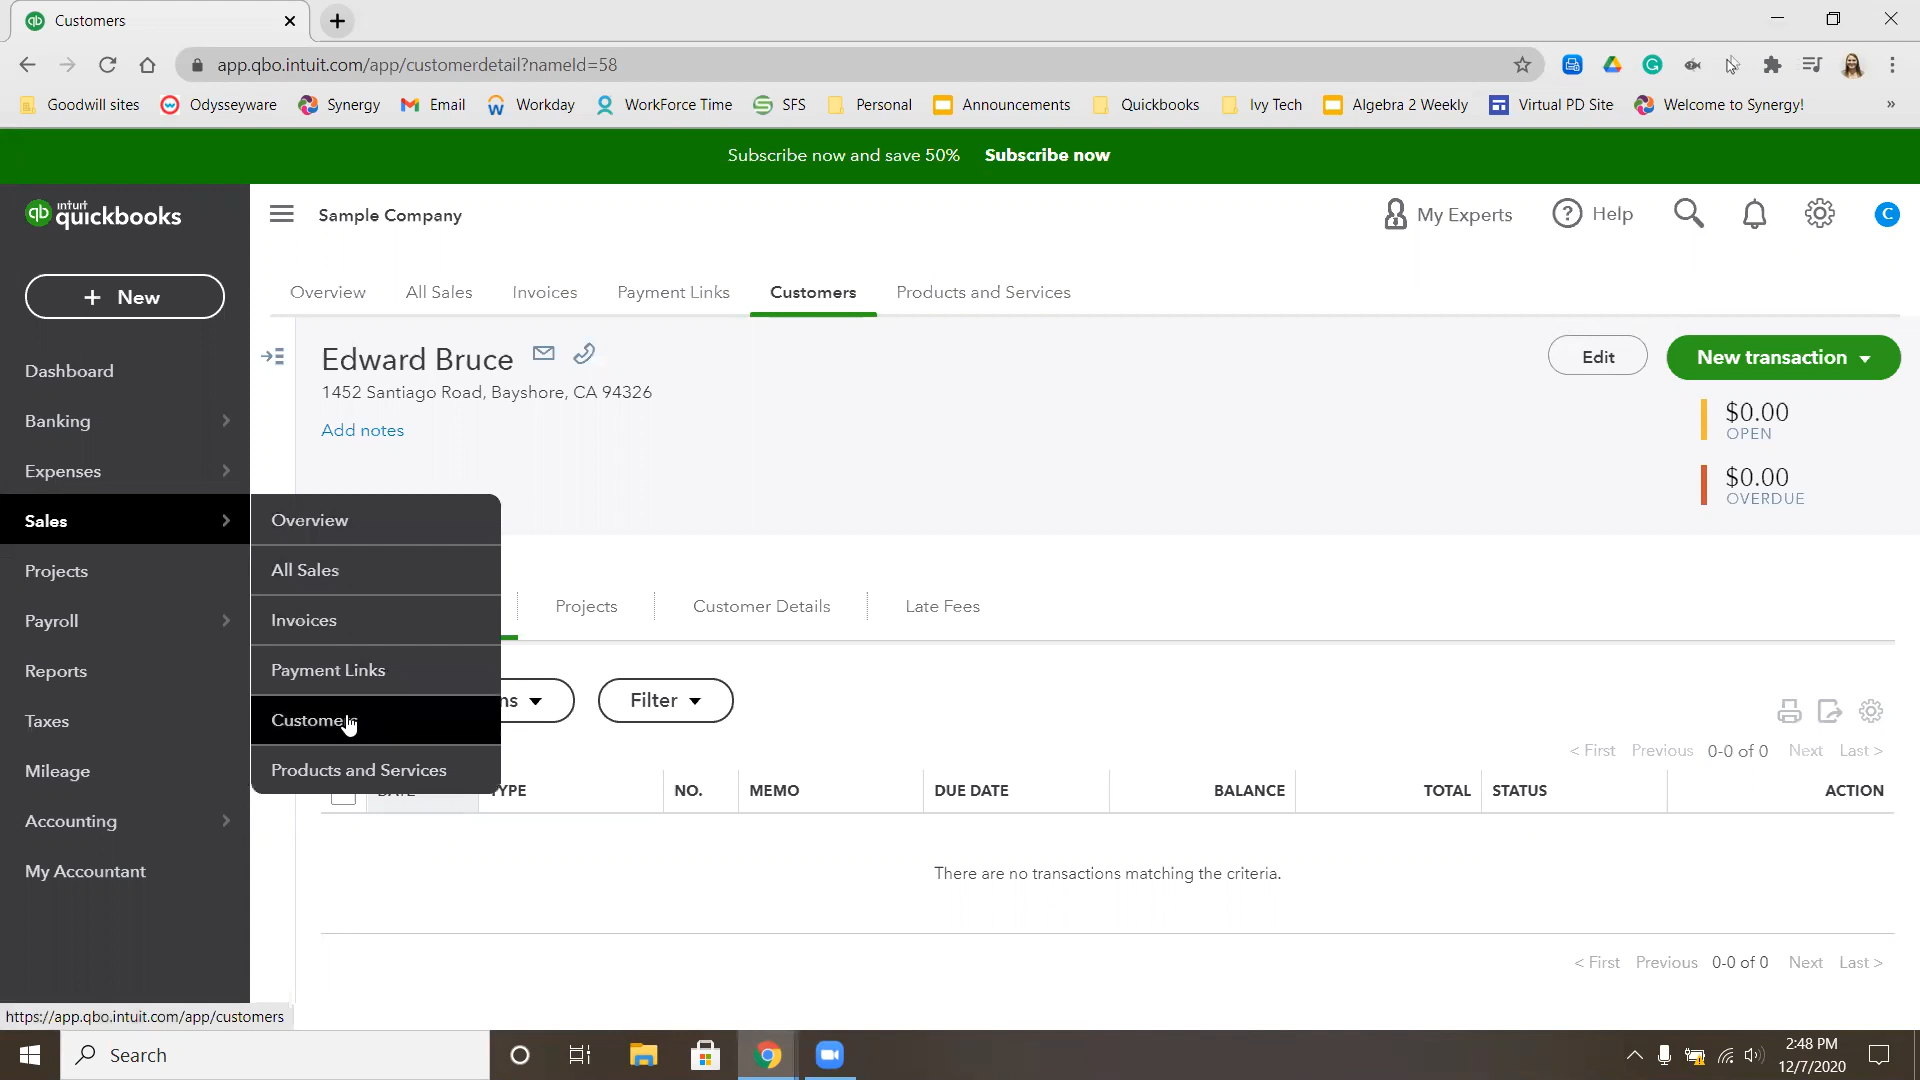 Customers
app.qbo.intuit.com/app/customerdetail?nameId=58
Goodwill sites Odysseyware Synergy Email Workday WorkForce Time SFS Personal Announcements Quickbooks Ivy Tech Algebra 2 Weekly Virtual PD Site Welcome to Synergy! »
Subscribe now and save 50% Subscribe now
qb intuit quickbooks
Sample Company
My Experts Help C
+ New
Overview All Sales Invoices Payment Links Customers Products and Services
Edward Bruce
1452 Santiago Road, Bayshore, CA 94326
Add notes
Edit New transaction
$0.00
OPEN
$0.00
OVERDUE
Dashboard
Banking
Expenses
Sales
Projects
Payroll
Reports
Taxes
Mileage
Accounting
My Accountant
Overview
All Sales
Invoices
Payment Links
Customers
Products and Services
Projects Customer Details Late Fees
ns Filter
< First Previous 0-0 of 0 Next Last >
DATE TYPE NO. MEMO DUE DATE BALANCE TOTAL STATUS ACTION
There are no transactions matching the criteria.
< First Previous 0-0 of 0 Next Last >
https://app.qbo.intuit.com/app/customers
Search
2:48 PM
12/7/2020